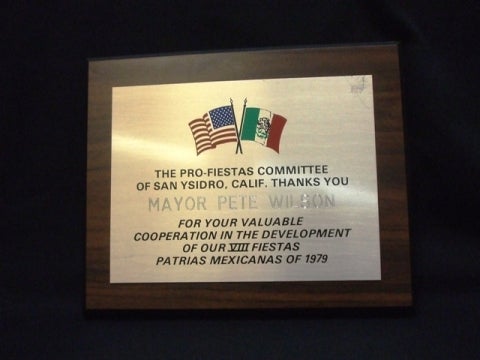 THE PRO-FIESTAS COMMITTEE
OF SAN YSIDRO, CALIF. THANKS YOU
MAYOR PETE WILSON
FOR YOUR VALUABLE
COOPERATION IN THE DEVELOPMENT
OF OUR VIII FIESTAS
PATRIAS MEXICANAS OF 1979